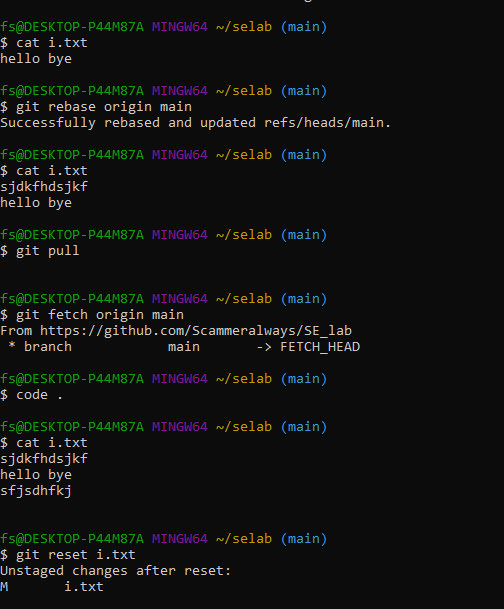 fs@DESKTOP-P44M87A MINGW64 ~/selab (main)
$ cat i.txt
hello bye
fs@DESKTOP-P44M87A MINGW64 ~/selab (main)
$ git rebase origin main
Successfully rebased and updated refs/heads/main.
fs@DESKTOP-P44M87A MINGW64 ~/selab (main)
$ cat i.txt
sjdkfhdsjkf
hello bye
fs@DESKTOP-P44M87A MINGW64 ~/selab (main)
$ git pull
fs@DESKTOP-P44M87A MINGW64 ~/selab (main)
$ git fetch origin main
From https://github.com/Scammeralways/SE_lab
 * branch            main       -> FETCH_HEAD
fs@DESKTOP-P44M87A MINGW64 ~/selab (main)
$ code .
fs@DESKTOP-P44M87A MINGW64 ~/selab (main)
$ cat i.txt
sjdkfhdsjkf
hello bye
sfjsdhfkj
fs@DESKTOP-P44M87A MINGW64 ~/selab (main)
$ git reset i.txt
Unstaged changes after reset:
M       i.txt